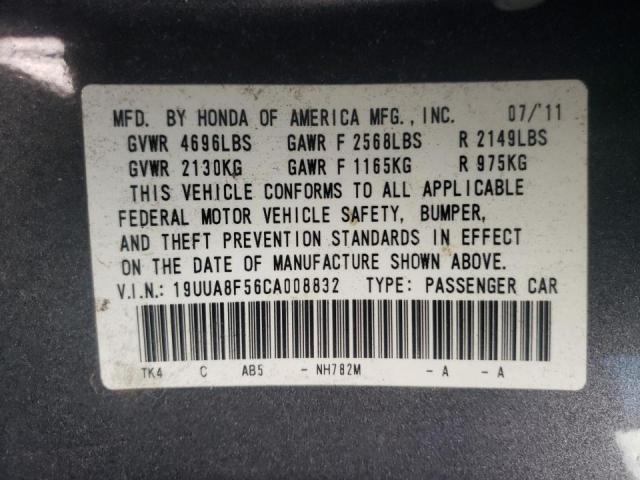 MFD. BY HONDA OF AMERICA MFG., INC. 07/'11
GVWR 4696LBS GAWR F 2568LBS R 2149LBS
GVWR 2130KG GAWR F 1165KG R 975KG
THIS VEHICLE CONFORMS TO ALL APPLICABLE
FEDERAL MOTOR VEHICLE SAFETY, BUMPER,
AND THEFT PREVENTION STANDARDS IN EFFECT
ON THE DATE OF MANUFACTURE SHOWN ABOVE.
V.I.N.: 19UUA8F56CA008832 TYPE: PASSENGER CAR
TK4 C AB5 - NH782M - A - A